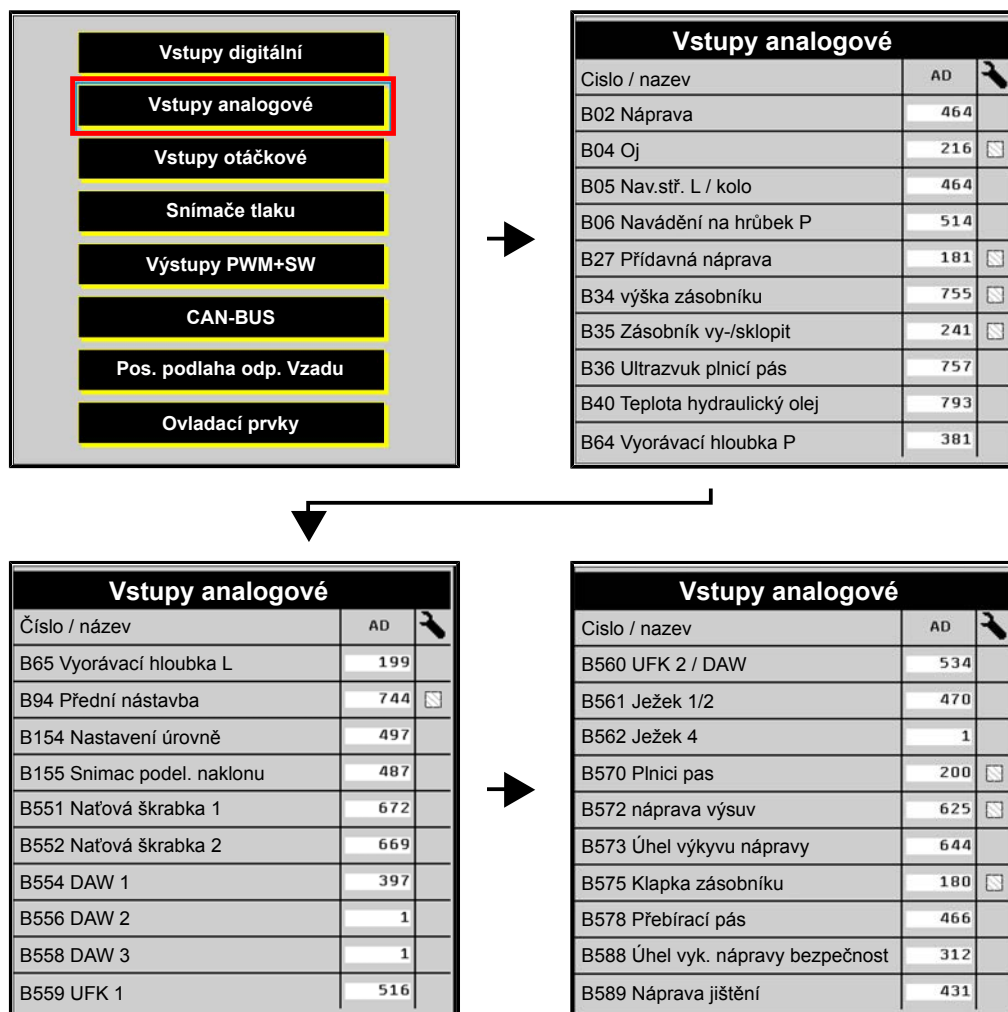 Vstupy digitální
Vstupy analogové
Vstupy otáčkové
Snímače tlaku
Výstupy PWM+SW
CAN-BUS
Pos. podlaha odp. Vzadu
Ovladací prvky
Vstupy analogové
Cislo / nazev AD
B02 Náprava 464
B04 Oj 216
B05 Nav.stř. L / kolo 464
B06 Navádění na hrůbek P 514
B27 Přídavná náprava 181
B34 výška zásobníku 755
B35 Zásobník vy-/sklopit 241
B36 Ultrazvuk plnicí pás 757
B40 Teplota hydraulický olej 793
B64 Vyorávací hloubka P 381
Vstupy analogové
Číslo / název AD
B65 Vyorávací hloubka L 199
B94 Přední nástavba 744
B154 Nastavení úrovně 497
B155 Snimac podel. naklonu 487
B551 Naťová škrabka 1 672
B552 Naťová škrabka 2 669
B554 DAW 1 397
B556 DAW 2 1
B558 DAW 3 1
B559 UFK 1 516
Vstupy analogové
Cislo / nazev AD
B560 UFK 2 / DAW 534
B561 Ježek 1/2 470
B562 Ježek 4 1
B570 Plnici pas 200
B572 náprava výsuv 625
B573 Úhel výkyvu nápravy 644
B575 Klapka zásobníku 180
B578 Přebírací pás 466
B588 Úhel vyk. nápravy bezpečnost 312
B589 Náprava jištění 431